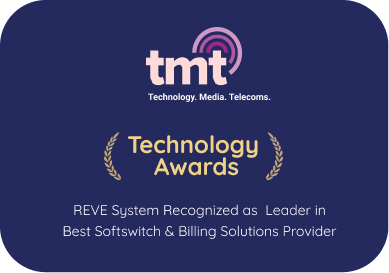 tmt
Technology. Media. Telecoms.
Technology
Awards
REVE System Recognized as Leader in
Best Softswitch & Billing Solutions Provider